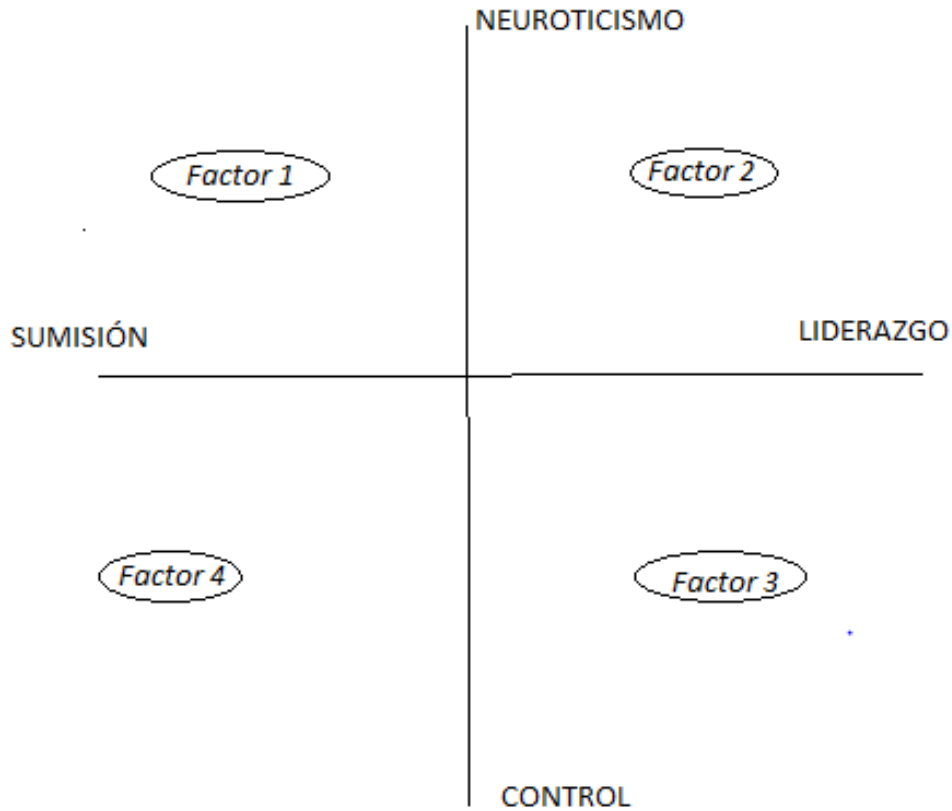 NEUROTICISMO
Factor 1
Factor 2
SUMISIÓN
LIDERAZGO
Factor 4
Factor 3
CONTROL